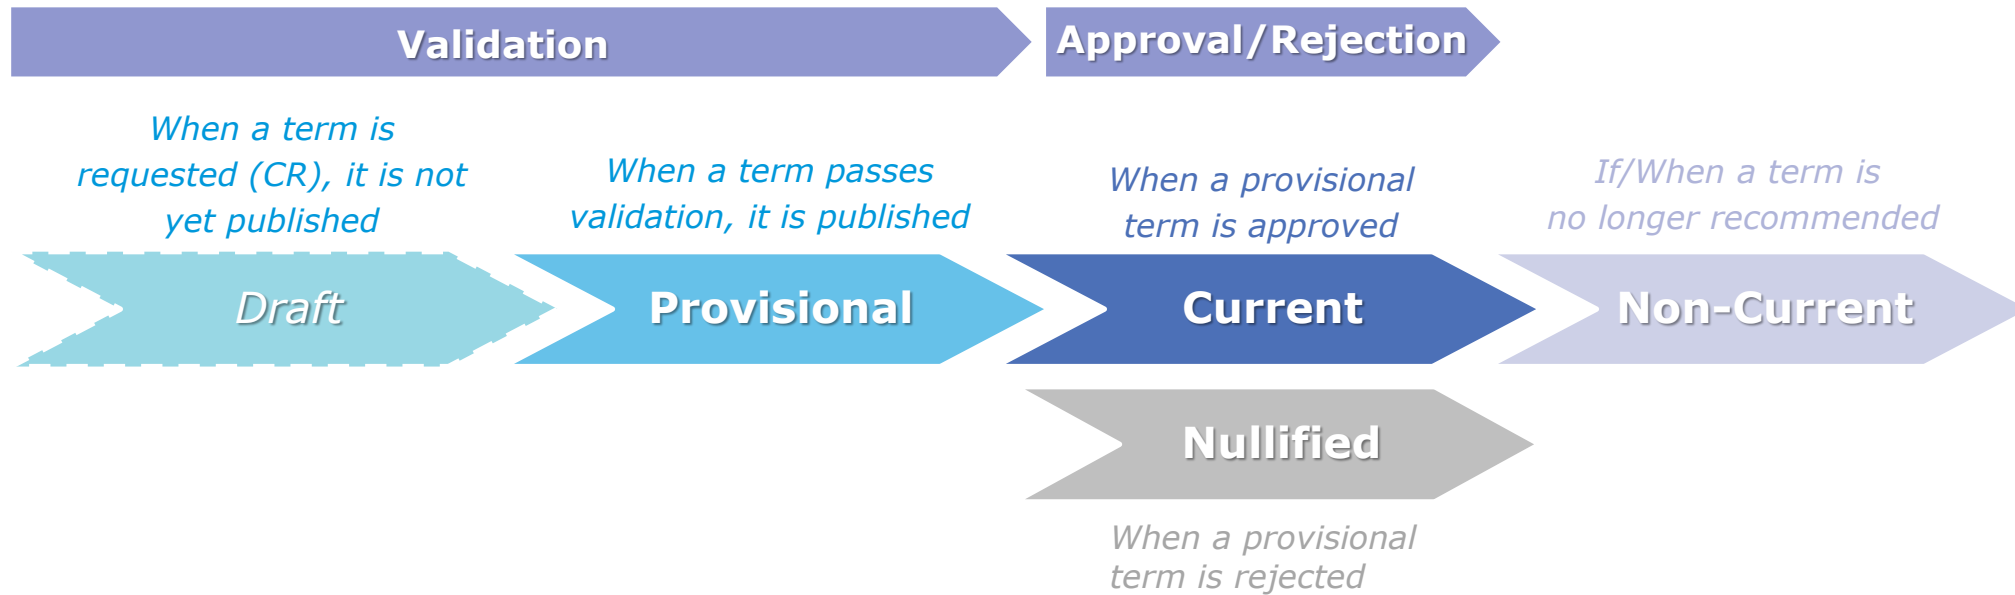 Validation
Approval/Rejection
When a term is
requested (CR), it is not
yet published
When a term passes
validation, it is published
When a provisional
term is approved
If/When a term is
no longer recommended
Draft
Provisional
Current
Non-Current
Nullified
When a provisional
term is rejected